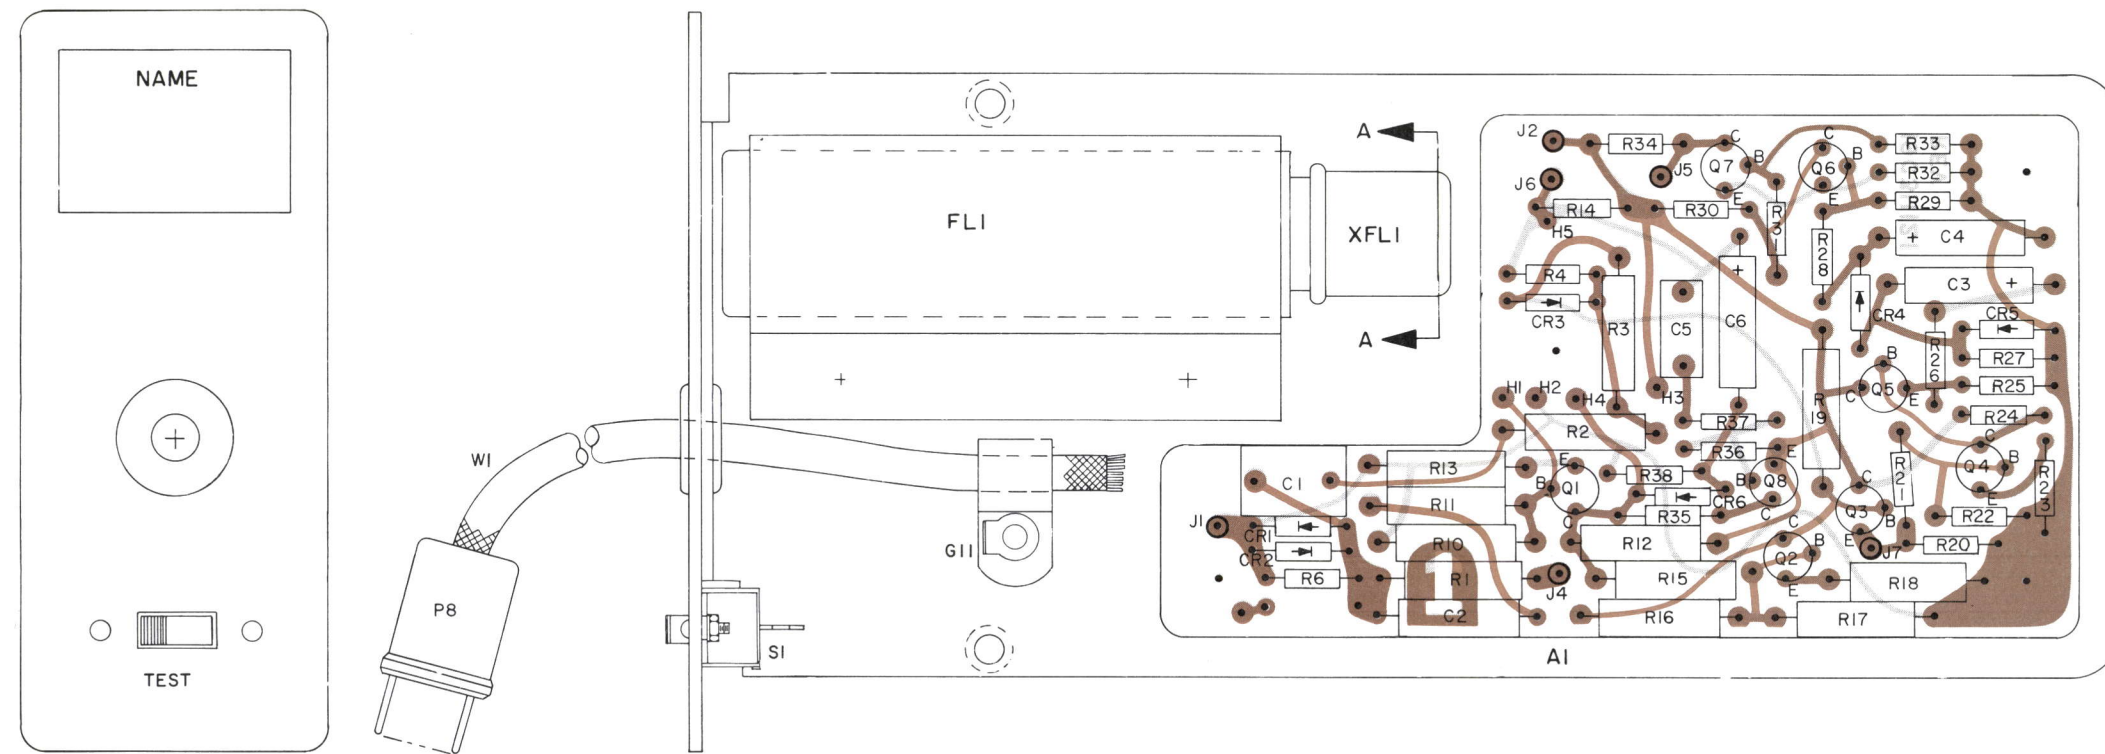 NAME
TEST
W1
P8
FL1
XFL1
A
A
G11
S1
A1
J2
R34
C
Q7
B
E
C
Q6
B
E
R33
R32
R29
J6
J5
R14
R30
R31
H5
R28
+ C4
R4
CR3
R3
C5
+
C6
CR4
C3 +
CR5
R26
R27
R25
R24
B
C
Q5
E
R19
H1
H2
H4
H3
R2
R37
R36
R38
CR6
R35
E
B
Q1
C
E
B
Q8
C
R21
C
Q4
B
E
R23
C
Q3
B
E
R22
R20
J7
C1
R13
R11
R10
R12
J1
CR1
CR2
R6
R1
J4
R15
C
Q2
B
E
R18
C2
R16
R17
1